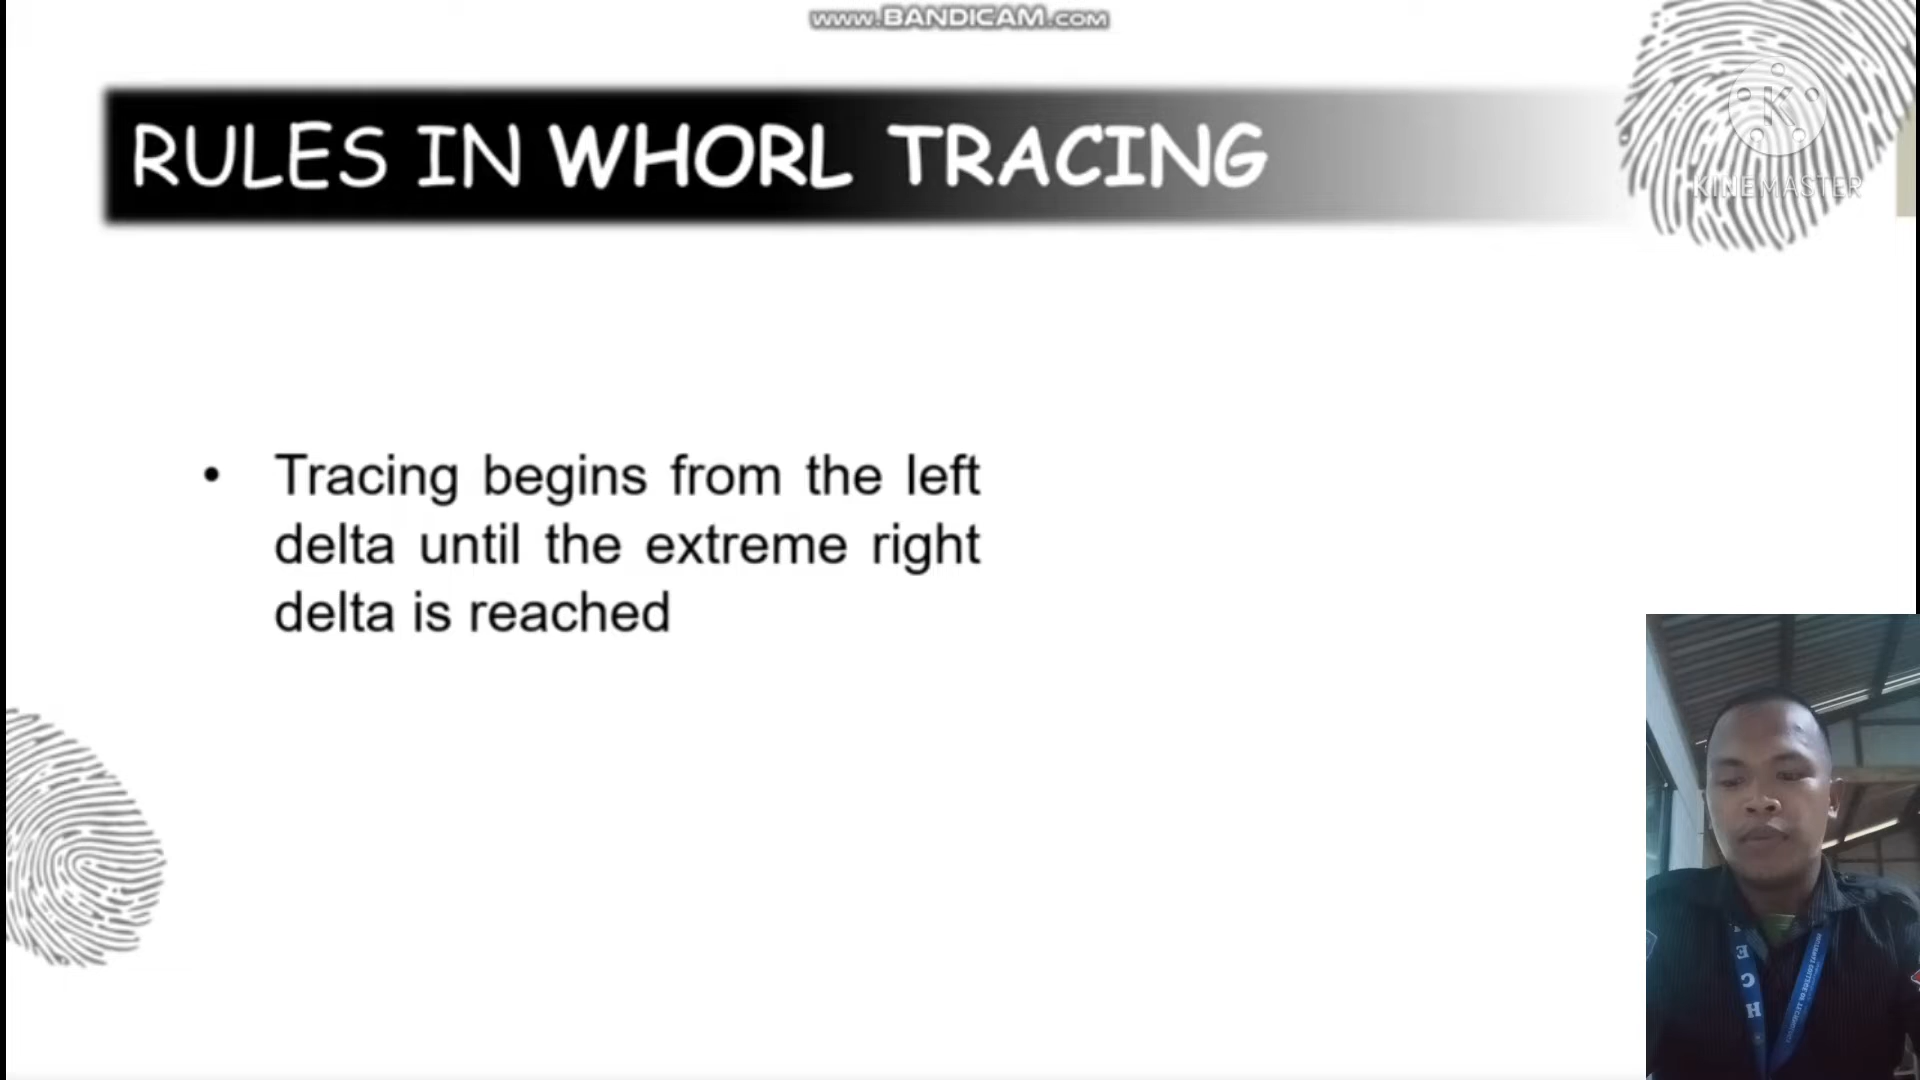 www.BANDICAM.com
RULES IN WHORL TRACING
K
KINEMASTER
• Tracing begins from the left
delta until the extreme right
delta is reached